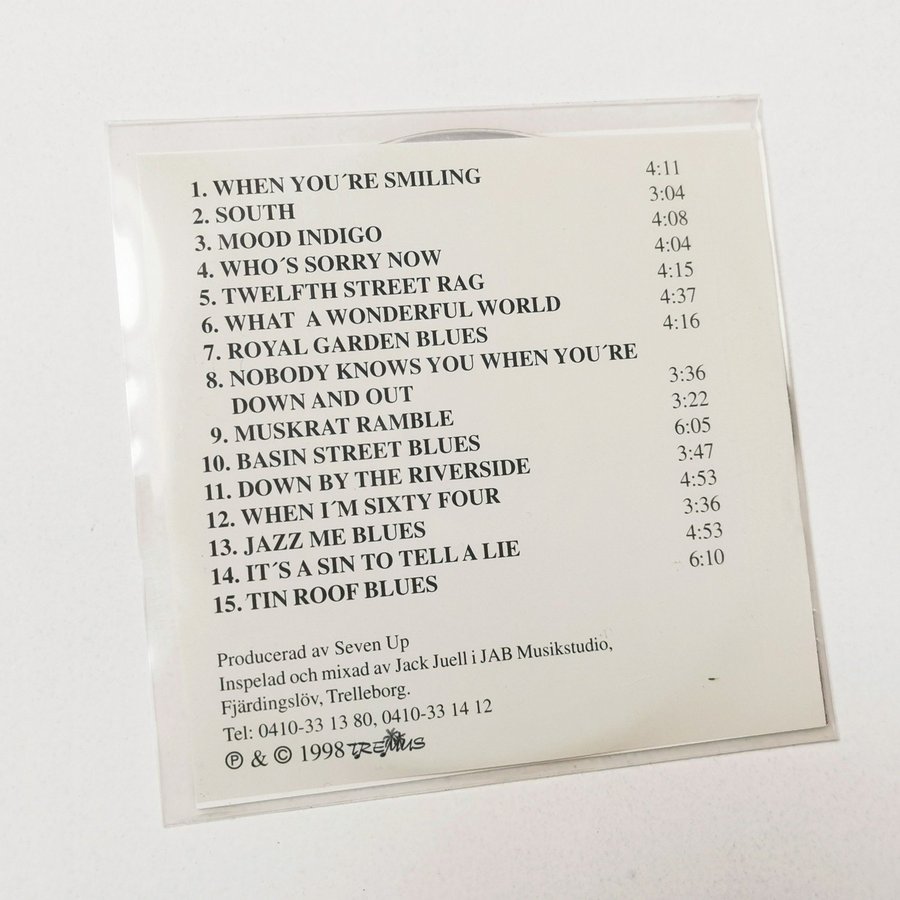 1. WHEN YOU´RE SMILING 4:11
2. SOUTH 3:04
3. MOOD INDIGO 4:08
4. WHO´S SORRY NOW 4:04
5. TWELFTH STREET RAG 4:15
6. WHAT A WONDERFUL WORLD 4:37
7. ROYAL GARDEN BLUES 4:16
8. NOBODY KNOWS YOU WHEN YOU´RE
DOWN AND OUT 3:36
9. MUSKRAT RAMBLE 3:22
10. BASIN STREET BLUES 6:05
11. DOWN BY THE RIVERSIDE 3:47
12. WHEN I´M SIXTY FOUR 4:53
13. JAZZ ME BLUES 3:36
14. IT´S A SIN TO TELL A LIE 4:53
15. TIN ROOF BLUES 6:10
Producerad av Seven Up
Inspelad och mixad av Jack Juell i JAB Musikstudio,
Fjärdingslöv, Trelleborg.
Tel: 0410-33 13 80, 0410-33 14 12
℗ & © 1998